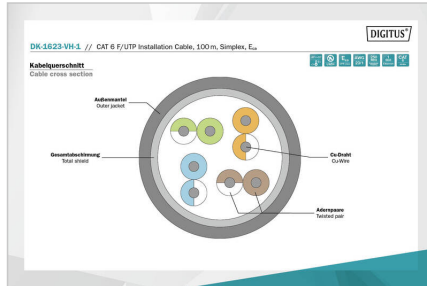 DIGITUS®
DK-1623-VH-1 // CAT 6 F/UTP Installation Cable, 100 m, Simplex, Eca
Kabelquerschnitt
Cable cross section
Außenmantel
Outer jacket
Gesamtabschirmung
Total shield
Cu-Draht
Cu-Wire
Adernpaare
Twisted pair